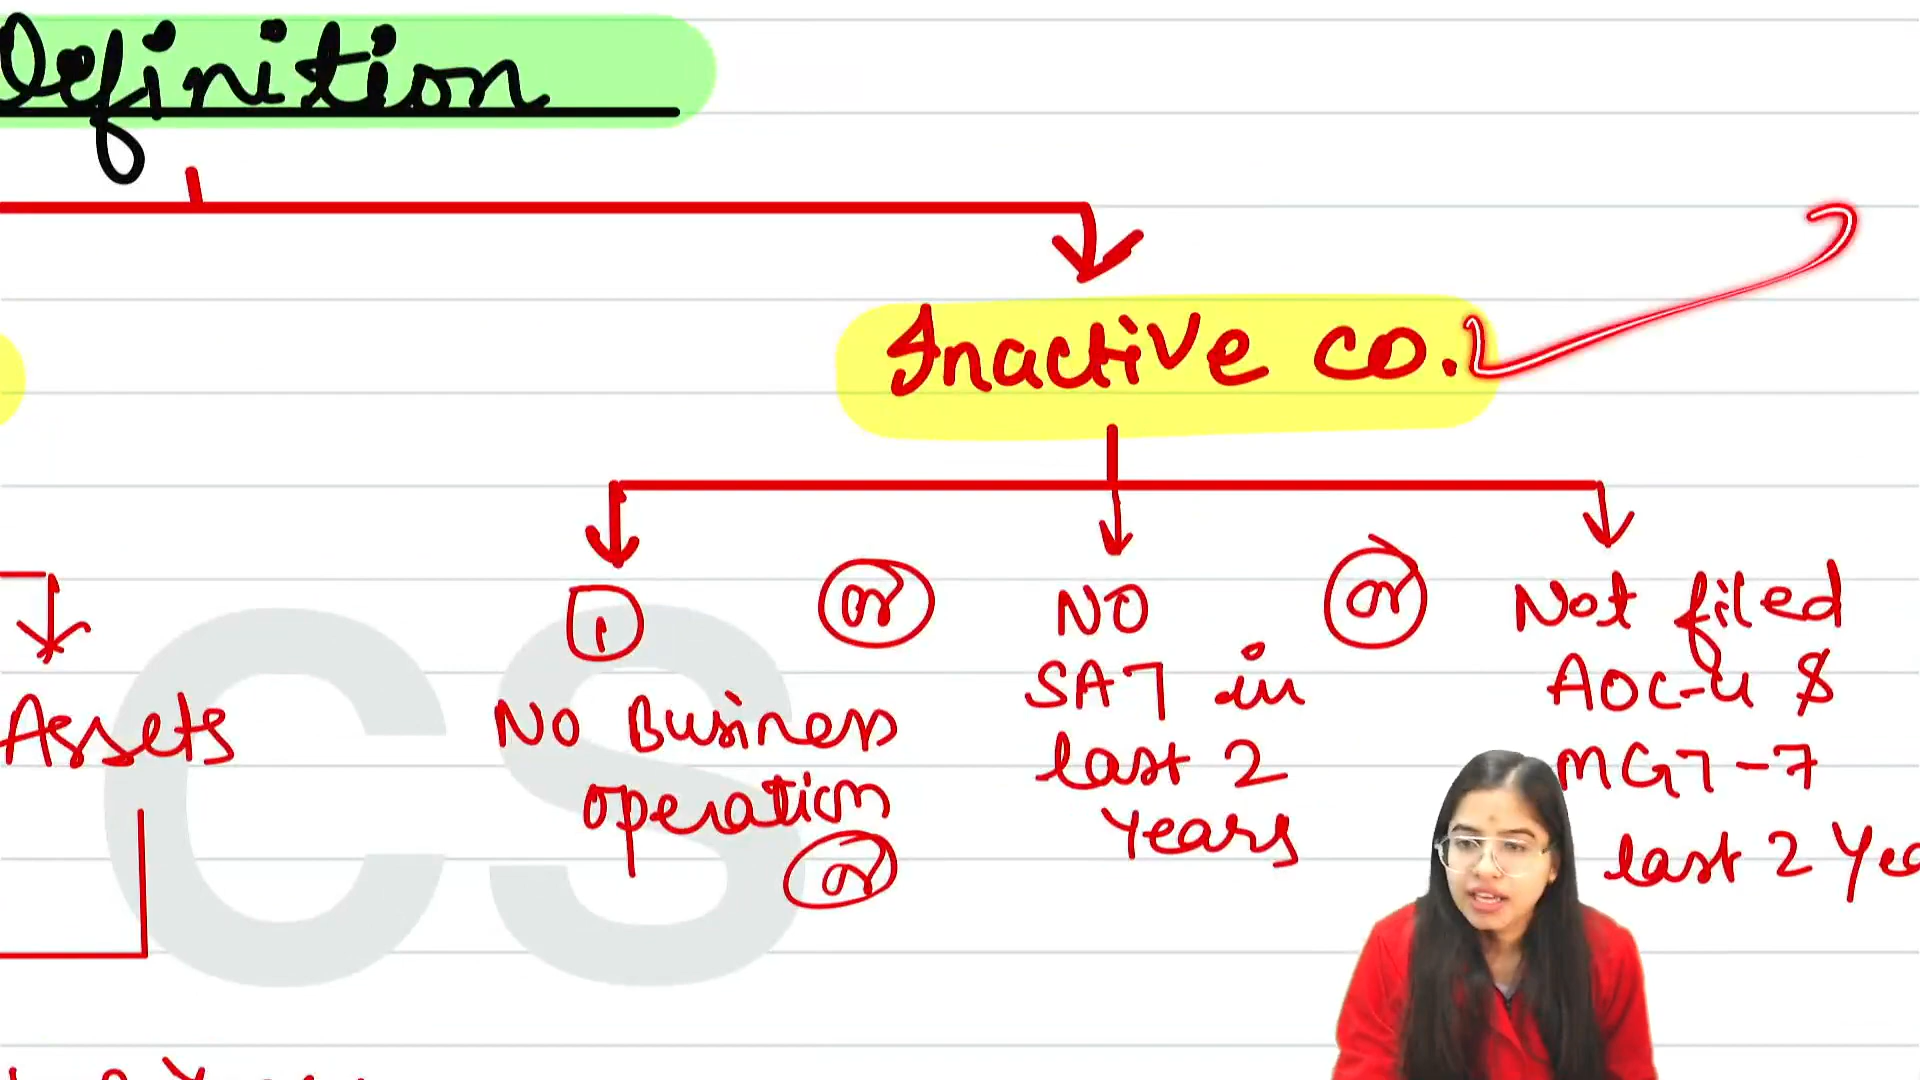 Definition
Inactive co.
1
or
or
No Business
operation
or
NO
SAT in
last 2
Years
Not filed
AOC-4 &
MGT-7
last 2 Yea
Assets
CS